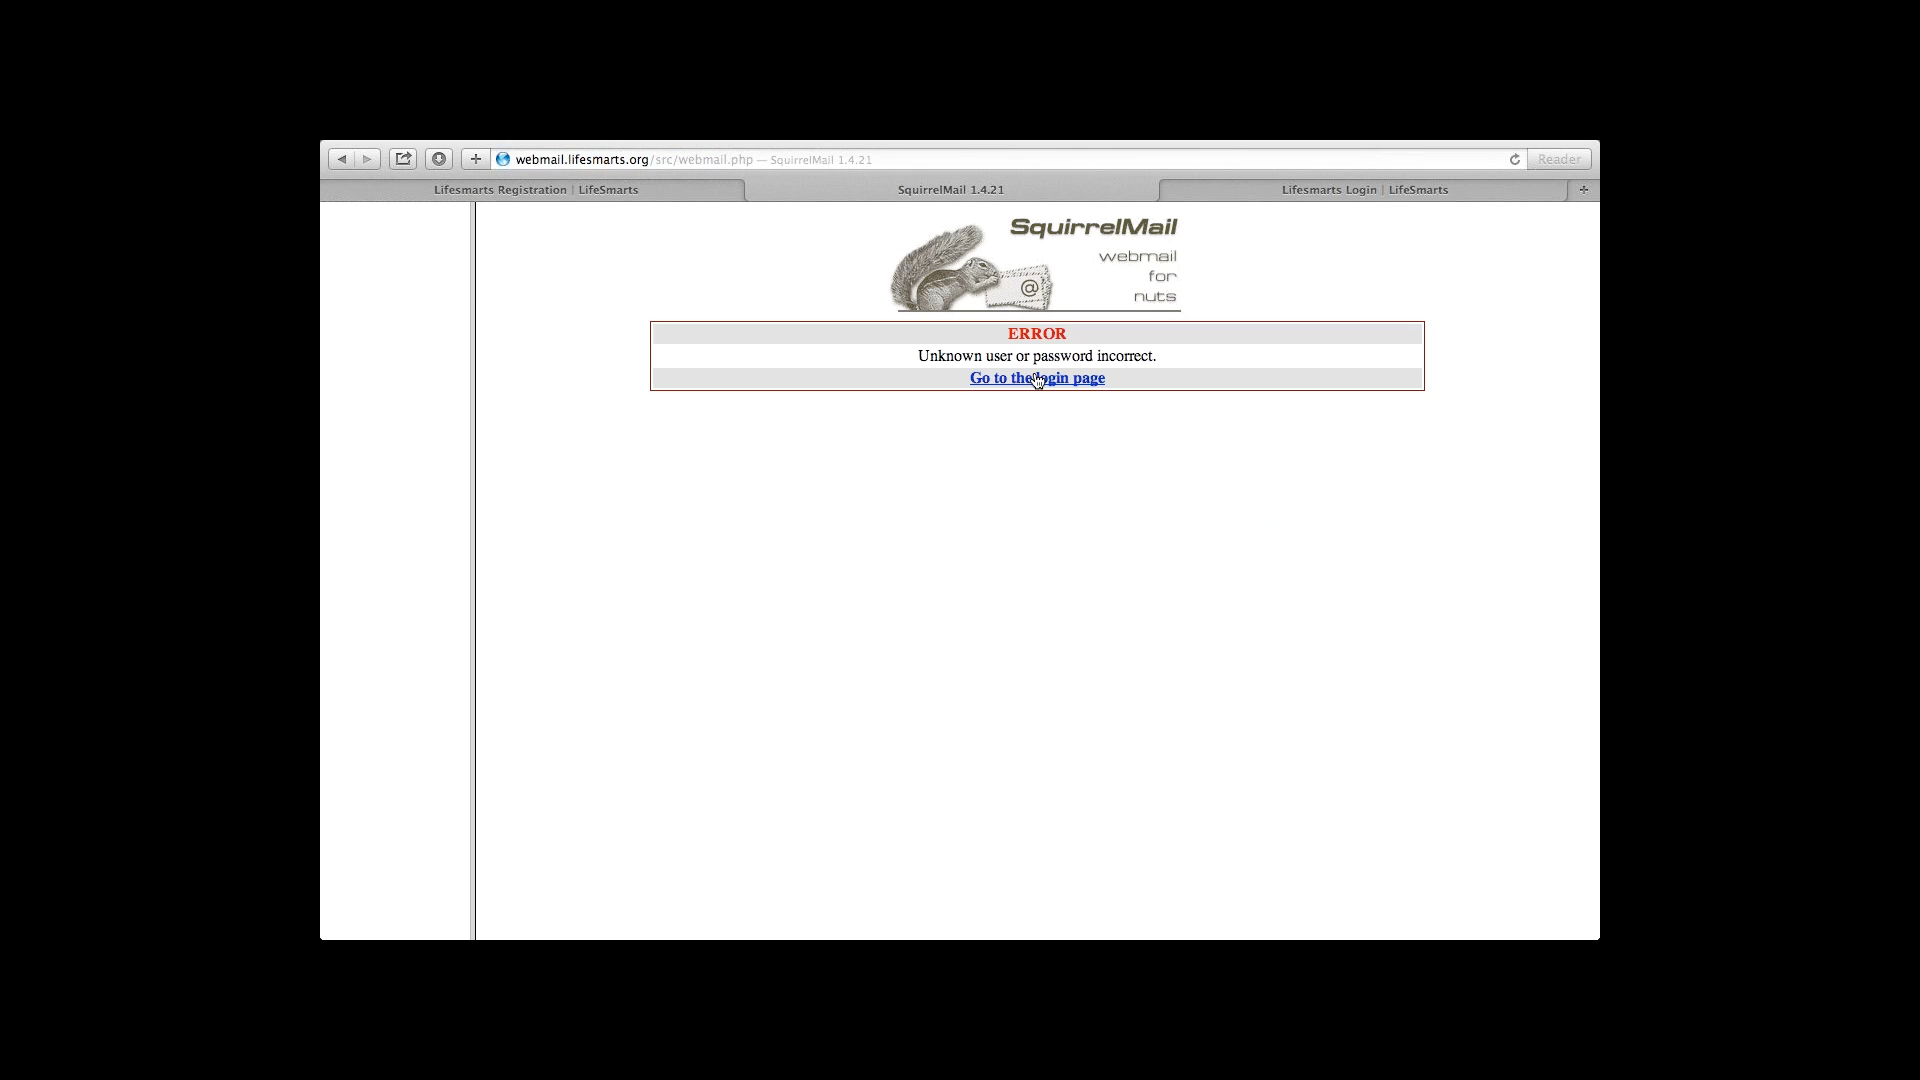 webmail.lifesmarts.org/src/webmail.php — SquirrelMail 1.4.21
Reader
Lifesmarts Registration | LifeSmarts
SquirrelMail 1.4.21
Lifesmarts Login | LifeSmarts
SquirrelMail
webmail
for
nuts
@
ERROR
Unknown user or password incorrect.
Go to the login page